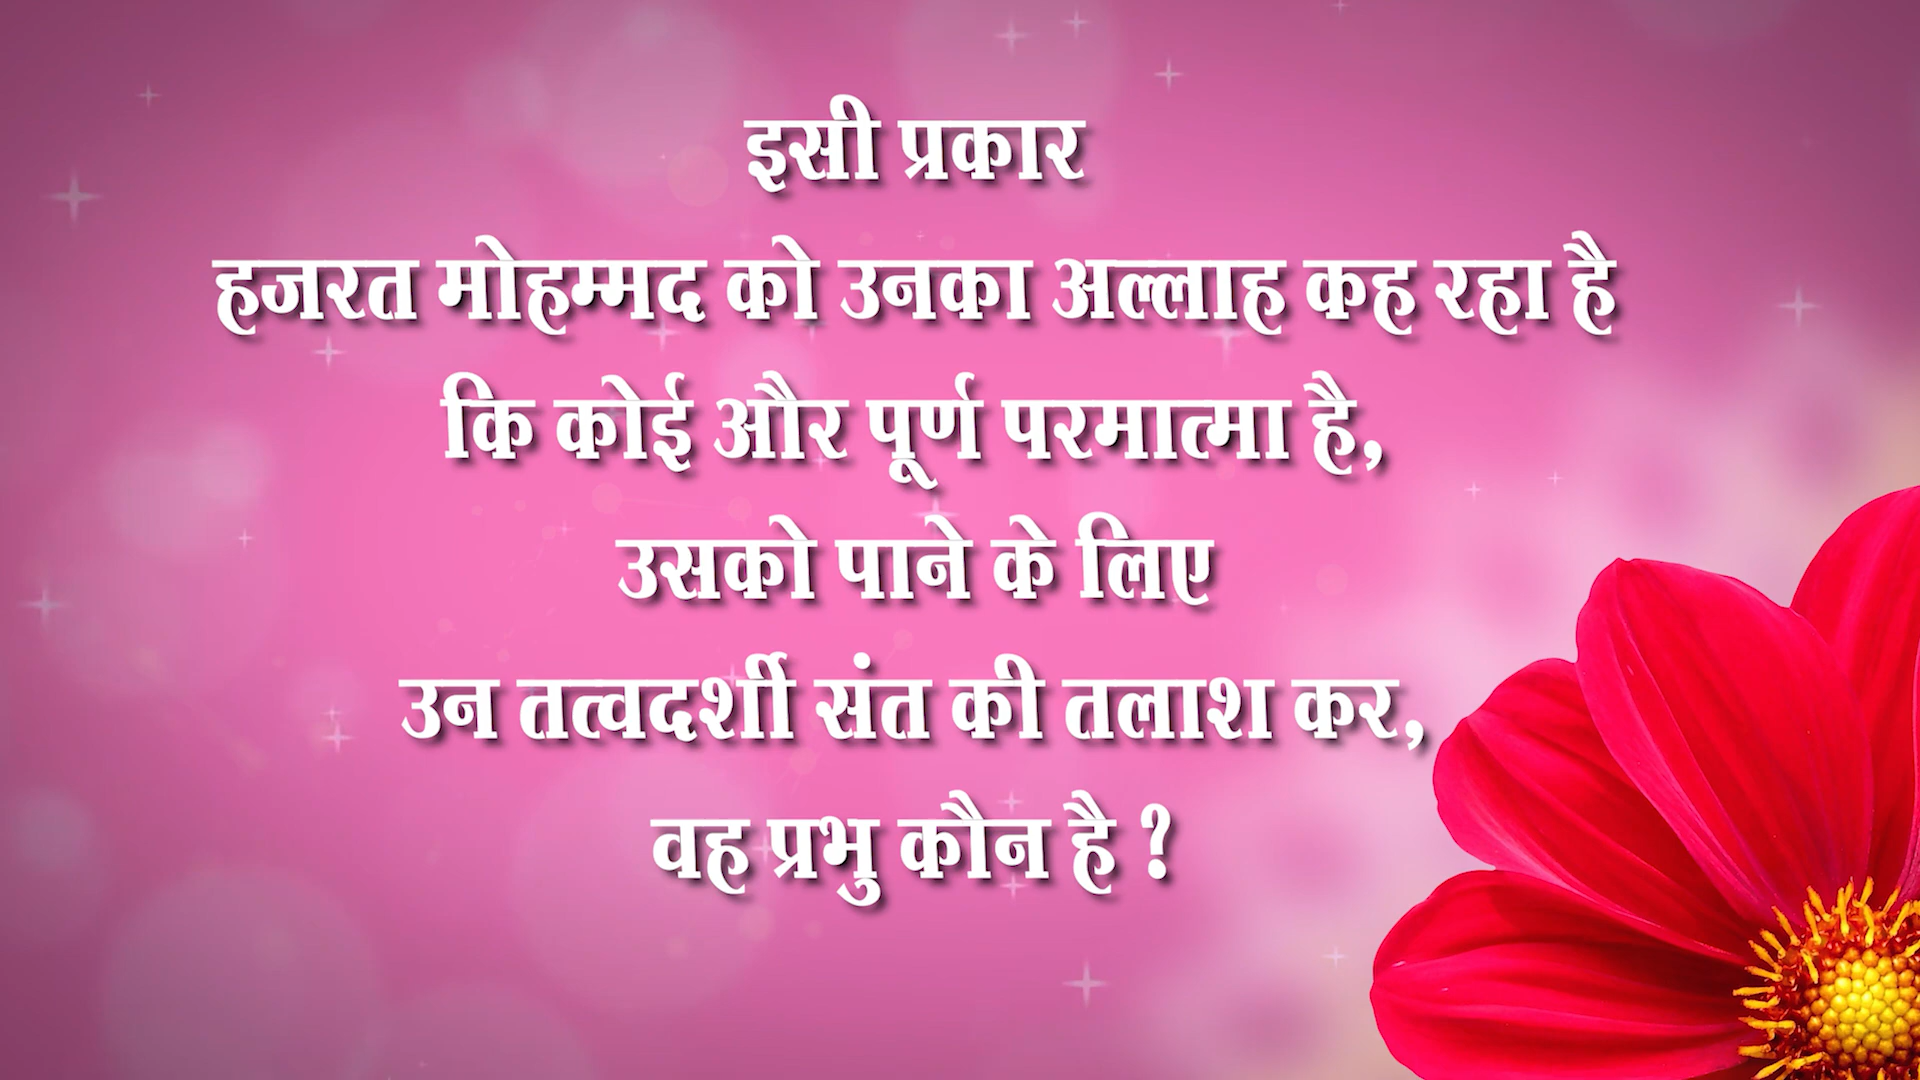 इसी प्रकार
हजरत मोहम्मद को उनका अल्लाह कह रहा है
कि कोई और पूर्ण परमात्मा है,
उसको पाने के लिए
उन तत्वदर्शी संत की तलाश कर,
वह प्रभु कौन है ?